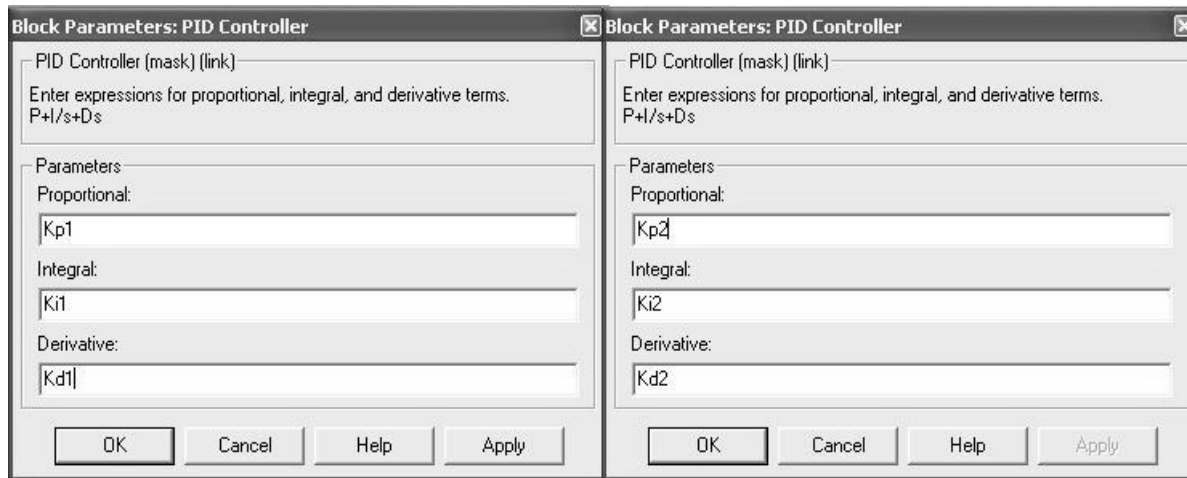 Block Parameters: PID Controller
PID Controller (mask) (link)
Enter expressions for proportional, integral, and derivative terms.
P+I/s+Ds
Parameters
Proportional:
Kp1
Integral:
Ki1
Derivative:
Kd1
OK Cancel Help Apply
Block Parameters: PID Controller
PID Controller (mask) (link)
Enter expressions for proportional, integral, and derivative terms.
P+I/s+Ds
Parameters
Proportional:
Kp2
Integral:
Ki2
Derivative:
Kd2
OK Cancel Help Apply